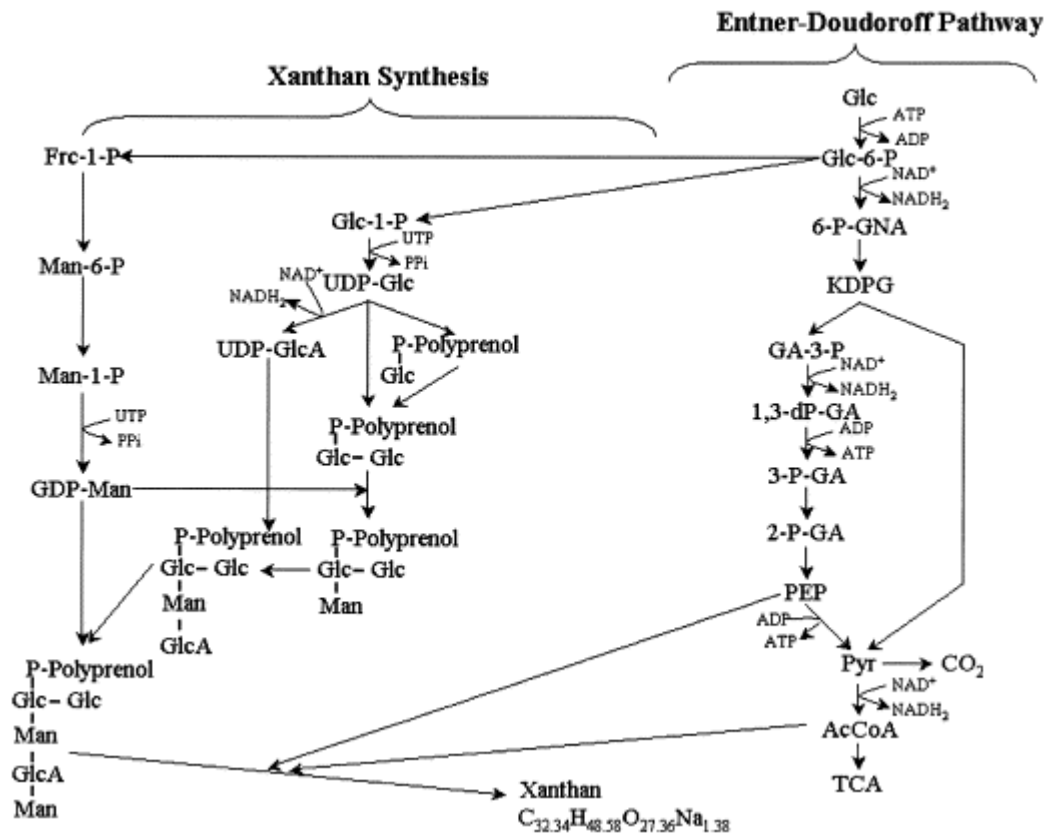 Entner-Doudoroff Pathway
Xanthan Synthesis
Glc
ATP
ADP
Frc-1-P
Glc-6-P
NAD⁺
NADH₂
Glc-1-P
6-P-GNA
UTP
PPi
Man-6-P
NAD⁺
UDP-Glc
KDPG
NADH₂
UDP-GlcA
P-Polyprenol
Glc
GA-3-P
NAD⁺
NADH₂
Man-1-P
1,3-dP-GA
UTP
PPi
P-Polyprenol
Glc– Glc
ADP
ATP
GDP-Man
3-P-GA
P-Polyprenol
Glc– Glc
Man
GlcA
P-Polyprenol
Glc– Glc
Man
2-P-GA
PEP
ADP
ATP
P-Polyprenol
Glc– Glc
Man
GlcA
Man
Pyr
CO₂
NAD⁺
NADH₂
AcCoA
TCA
Xanthan
C₃₂.₃₄H₄₈.₅₈O₂₇.₃₆Na₁.₃₈